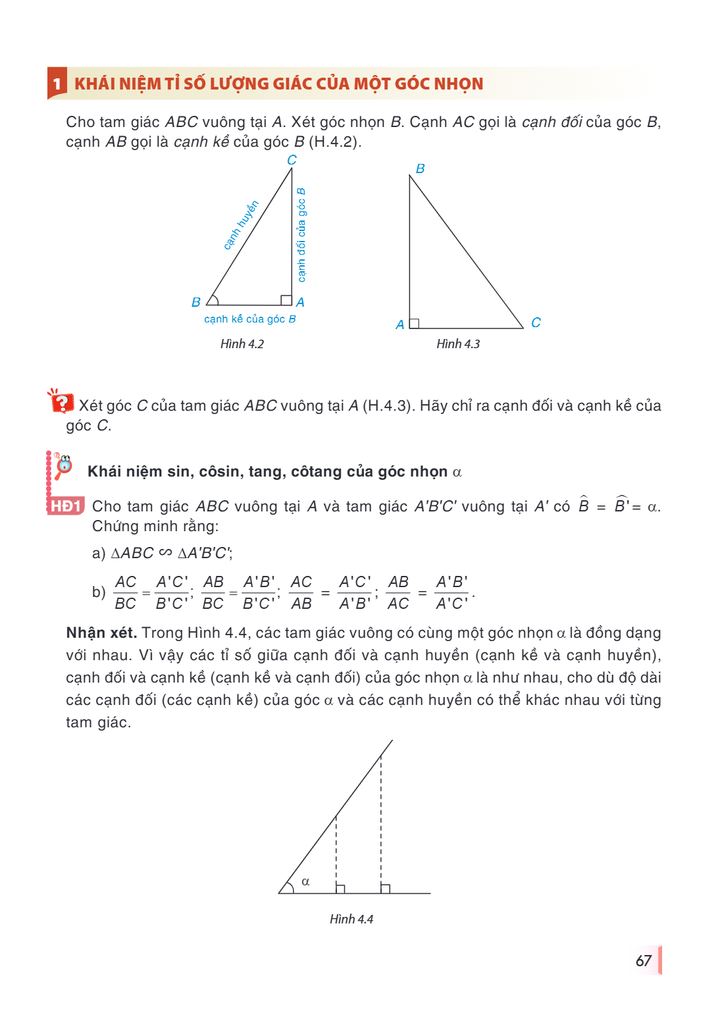 1 KHÁI NIỆM TỈ SỐ LƯỢNG GIÁC CỦA MỘT GÓC NHỌN
Cho tam giác ABC vuông tại A. Xét góc nhọn B. Cạnh AC gọi là cạnh đối của góc B,
cạnh AB gọi là cạnh kề của góc B (H.4.2).
C
cạnh huyền
cạnh đối của góc B
B
A
cạnh kề của góc B
Hình 4.2
B
A
C
Hình 4.3
? Xét góc C của tam giác ABC vuông tại A (H.4.3). Hãy chỉ ra cạnh đối và cạnh kề của
góc C.
Khái niệm sin, côsin, tang, côtang của góc nhọn α
HĐ1 Cho tam giác ABC vuông tại A và tam giác A'B'C' vuông tại A' có B̂ = B̂' = α.
Chứng minh rằng:
a) ΔABC ∽ ΔA'B'C';
b) AC/BC = A'C'/B'C'; AB/BC = A'B'/B'C'; AC/AB = A'C'/A'B'; AB/AC = A'B'/A'C'.
Nhận xét. Trong Hình 4.4, các tam giác vuông có cùng một góc nhọn α là đồng dạng
với nhau. Vì vậy các tỉ số giữa cạnh đối và cạnh huyền (cạnh kề và cạnh huyền),
cạnh đối và cạnh kề (cạnh kề và cạnh đối) của góc nhọn α là như nhau, cho dù độ dài
các cạnh đối (các cạnh kề) của góc α và các cạnh huyền có thể khác nhau với từng
tam giác.
α
Hình 4.4
67